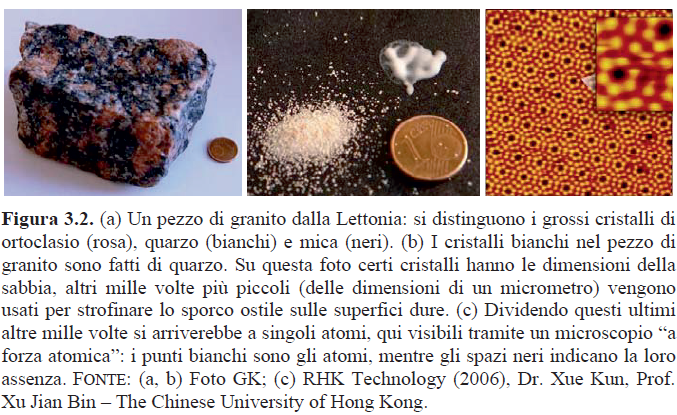 1
Figura 3.2. (a) Un pezzo di granito dalla Lettonia: si distinguono i grossi cristalli di
ortoclasio (rosa), quarzo (bianchi) e mica (neri). (b) I cristalli bianchi nel pezzo di
granito sono fatti di quarzo. Su questa foto certi cristalli hanno le dimensioni della
sabbia, altri mille volte più piccoli (delle dimensioni di un micrometro) vengono
usati per strofinare lo sporco ostile sulle superfici dure. (c) Dividendo questi ultimi
altre mille volte si arriverebbe a singoli atomi, qui visibili tramite un microscopio “a
forza atomica”: i punti bianchi sono gli atomi, mentre gli spazi neri indicano la loro
assenza. FONTE: (a, b) Foto GK; (c) RHK Technology (2006), Dr. Xue Kun, Prof.
Xu Jian Bin – The Chinese University of Hong Kong.